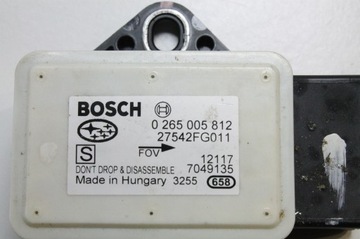 BOSCH
0 265 005 812
27542FG011
S
FOV
12117
DON'T DROP & DISASSEMBLE 7049135
Made in Hungary 3255 658